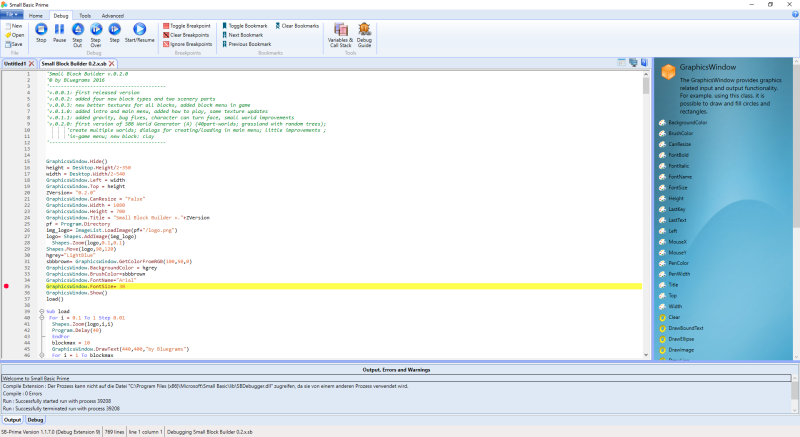 Small Basic Prime
File
Home
Debug
Tools
Advanced
New
Open
Save
File
Stop
Pause
Step Out
Step Over
Step
Start/Resume
Debug
Toggle Breakpoint
Clear Breakpoints
Ignore Breakpoints
Breakpoints
Toggle Bookmark
Next Bookmark
Previous Bookmark
Clear Bookmarks
Bookmarks
Variables & Call Stack
Debug Guide
Tools
Untitled1
Small Block Builder 0.2.x.sb
1 'Small Block Builder v.0.2.0
2 '© by Bluegrams 2016
3 '----------------------------------------
4 'v.0.0.1: first released version
5 'v.0.0.2: added four new block types and two scenery parts
6 'v.0.0.3: new better textures for all blocks, added block menu in game
7 'v.0.1.0: added intro and main menu, added how to play, some texture updates
8 'v.0.1.1: added gravity, bug fixes, character can turn face, small world improvements
9 'v.0.2.0: first version of SBB World Generator (A) (40part-worlds; grassland with random trees);
10 'create multiple worlds; dialogs for creating/loading in main menu; little improvements ;
11 'in-game menu; new block: clay
12 '----------------------------------------
13
14
15 GraphicsWindow.Hide()
16 height = Desktop.Height/2-350
17 width = Desktop.Width/2-540
18 GraphicsWindow.Left = width
19 GraphicsWindow.Top = height
20 ZVersion= "0.2.0"
21 GraphicsWindow.CanResize = "False"
22 GraphicsWindow.Width = 1080
23 GraphicsWindow.Height = 700
24 GraphicsWindow.Title = "Small Block Builder v."+ZVersion
25 pf = Program.Directory
26 img_logo= ImageList.LoadImage(pf+"/logo.png")
27 logo= Shapes.AddImage(img_logo)
28 Shapes.Zoom(logo,0.1,0.1)
29 Shapes.Move(logo,90,120)
30 hgrey="LightBlue"
31 sbbbrown= GraphicsWindow.GetColorFromRGB(100,50,0)
32 GraphicsWindow.BackgroundColor = hgrey
33 GraphicsWindow.BrushColor=sbbbrown
34 GraphicsWindow.FontName="Arial"
35 GraphicsWindow.FontSize= 30
36 GraphicsWindow.Show()
37 load()
38
39 Sub load
40 For i = 0.1 To 1 Step 0.01
41 Shapes.Zoom(logo,i,i)
42 Program.Delay(40)
43 EndFor
44 blockmax = 10
45 GraphicsWindow.DrawText(440,400,"by Bluegrams")
46 For i = 1 To blockmax
GraphicsWindow
The GraphicsWindow provides graphics
related input and output functionality.
For example, using this class, it is
possible to draw and fill circles and
rectangles.
BackgroundColor
BrushColor
CanResize
FontBold
FontItalic
FontName
FontSize
Height
LastKey
LastText
Left
MouseX
MouseY
PenColor
PenWidth
Title
Top
Width
Clear
DrawBoundText
DrawEllipse
DrawImage
Output, Errors and Warnings
Welcome to Small Basic Prime
Compile Extension : Der Prozess kann nicht auf die Datei "C:\Program Files (x86)\Microsoft\Small Basic\lib\SBDebugger.dll" zugreifen, da sie von einem anderen Prozess verwendet wird.
Compile : 0 Errors
Run : Successfully started run with process 39208
Run : Successfully terminated run with process 39208
Output
Debug
SB-Prime Version 1.1.7.0 (Debug Extension 9)
769 lines
line 1 column 1
Debugging Small Block Builder 0.2.x.sb